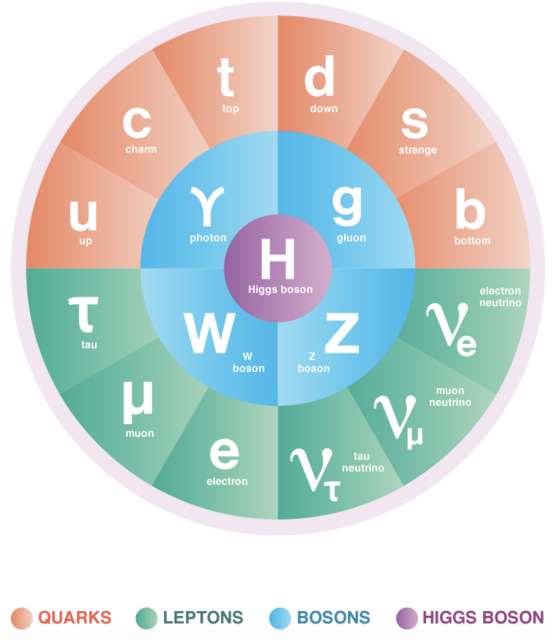 t
top
d
down
c
charm
s
strange
u
up
b
bottom
γ
photon
g
gluon
H
Higgs boson
W
W
boson
Z
Z
boson
τ
tau
νe
electron
neutrino
μ
muon
νμ
muon
neutrino
e
electron
ντ
tau
neutrino
QUARKS
LEPTONS
BOSONS
HIGGS BOSON